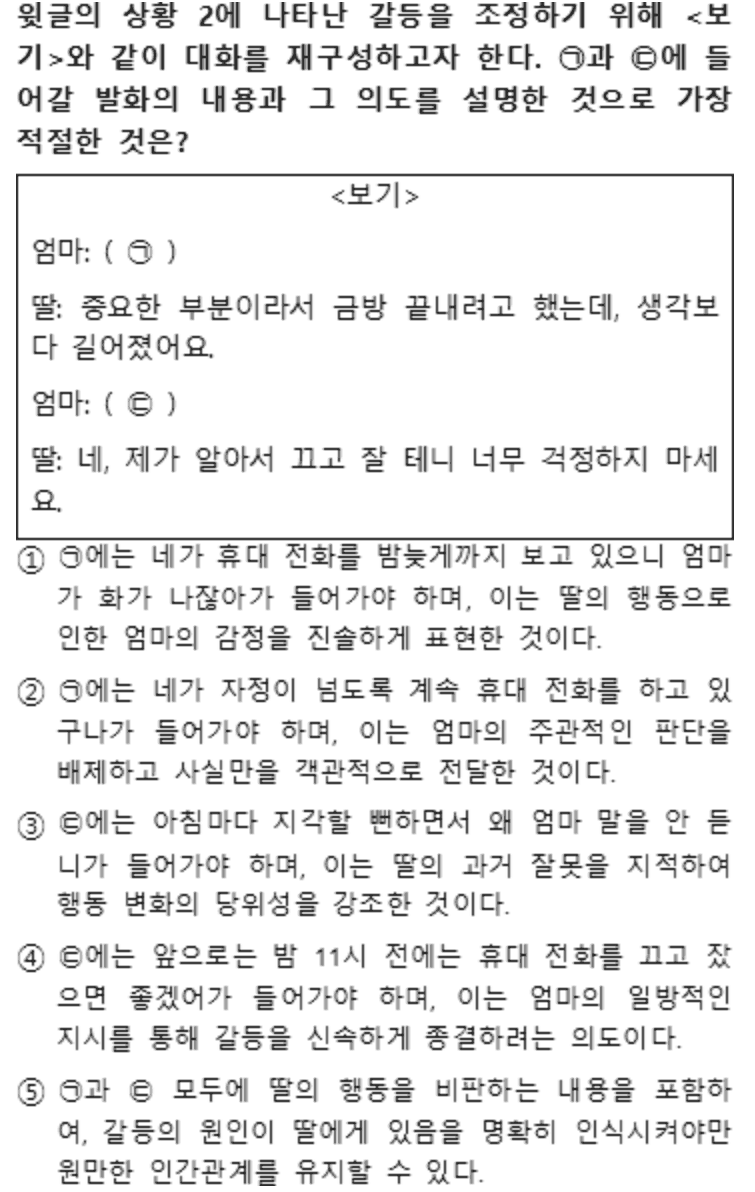 윗글의 상황 2에 나타난 갈등을 조정하기 위해 <보
기>와 같이 대화를 재구성하고자 한다. ㉠과 ㉢에 들
어갈 발화의 내용과 그 의도를 설명한 것으로 가장
적절한 것은?
<보기>
엄마: ( ㉠ )
딸: 중요한 부분이라서 금방 끝내려고 했는데, 생각보
다 길어졌어요.
엄마: ( ㉢ )
딸: 네, 제가 알아서 끄고 잘 테니 너무 걱정하지 마세
요.
① ㉠에는 네가 휴대 전화를 밤늦게까지 보고 있으니 엄마
가 화가 나잖아가 들어가야 하며, 이는 딸의 행동으로
인한 엄마의 감정을 진솔하게 표현한 것이다.
② ㉠에는 네가 자정이 넘도록 계속 휴대 전화를 하고 있
구나가 들어가야 하며, 이는 엄마의 주관적인 판단을
배제하고 사실만을 객관적으로 전달한 것이다.
③ ㉢에는 아침마다 지각할 뻔하면서 왜 엄마 말을 안 듣
니가 들어가야 하며, 이는 딸의 과거 잘못을 지적하여
행동 변화의 당위성을 강조한 것이다.
④ ㉢에는 앞으로는 밤 11시 전에는 휴대 전화를 끄고 잤
으면 좋겠어가 들어가야 하며, 이는 엄마의 일방적인
지시를 통해 갈등을 신속하게 종결하려는 의도이다.
⑤ ㉠과 ㉢ 모두에 딸의 행동을 비판하는 내용을 포함하
여, 갈등의 원인이 딸에게 있음을 명확히 인식시켜야만
원만한 인간관계를 유지할 수 있다.